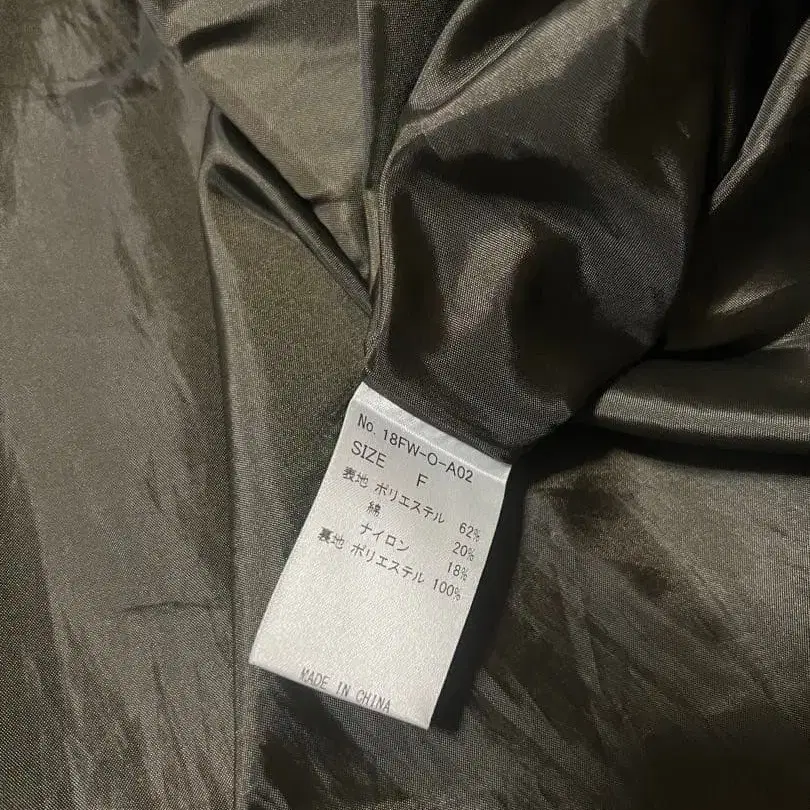 No. 18FW-O-A02
SIZE F
表地 ポリエステル 62%
綿 20%
ナイロン 18%
裏地 ポリエステル 100%
MADE IN CHINA